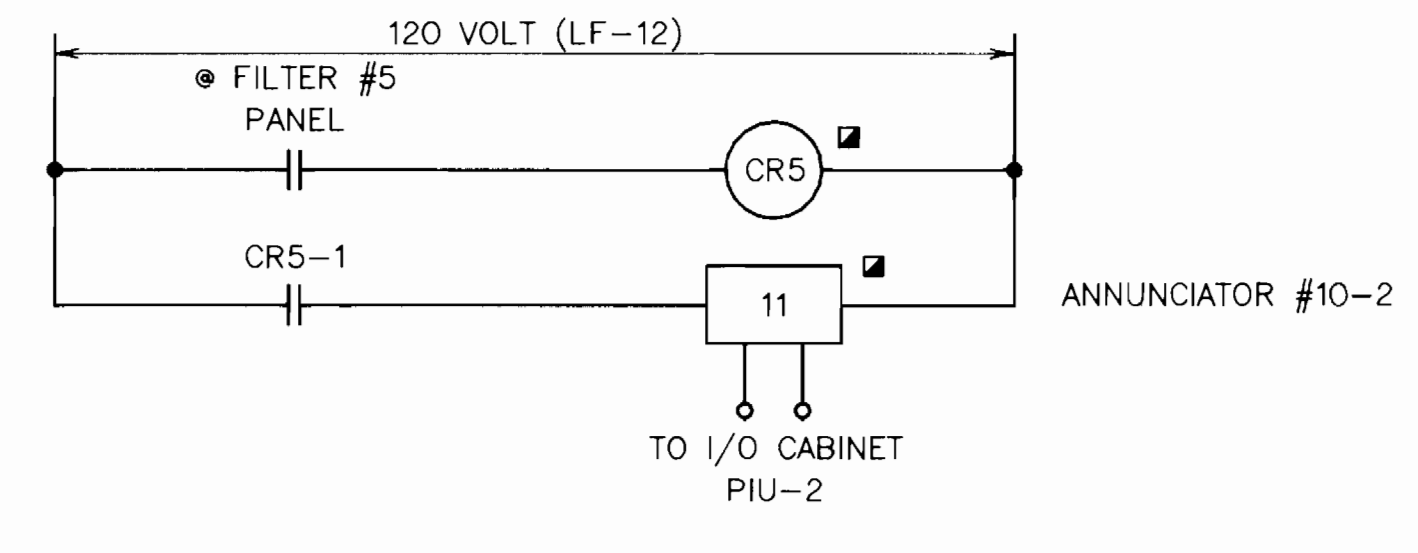 120 VOLT (LF-12)
@ FILTER #5
PANEL
CR5
CR5-1
11
ANNUNCIATOR #10-2
TO I/O CABINET
PIU-2